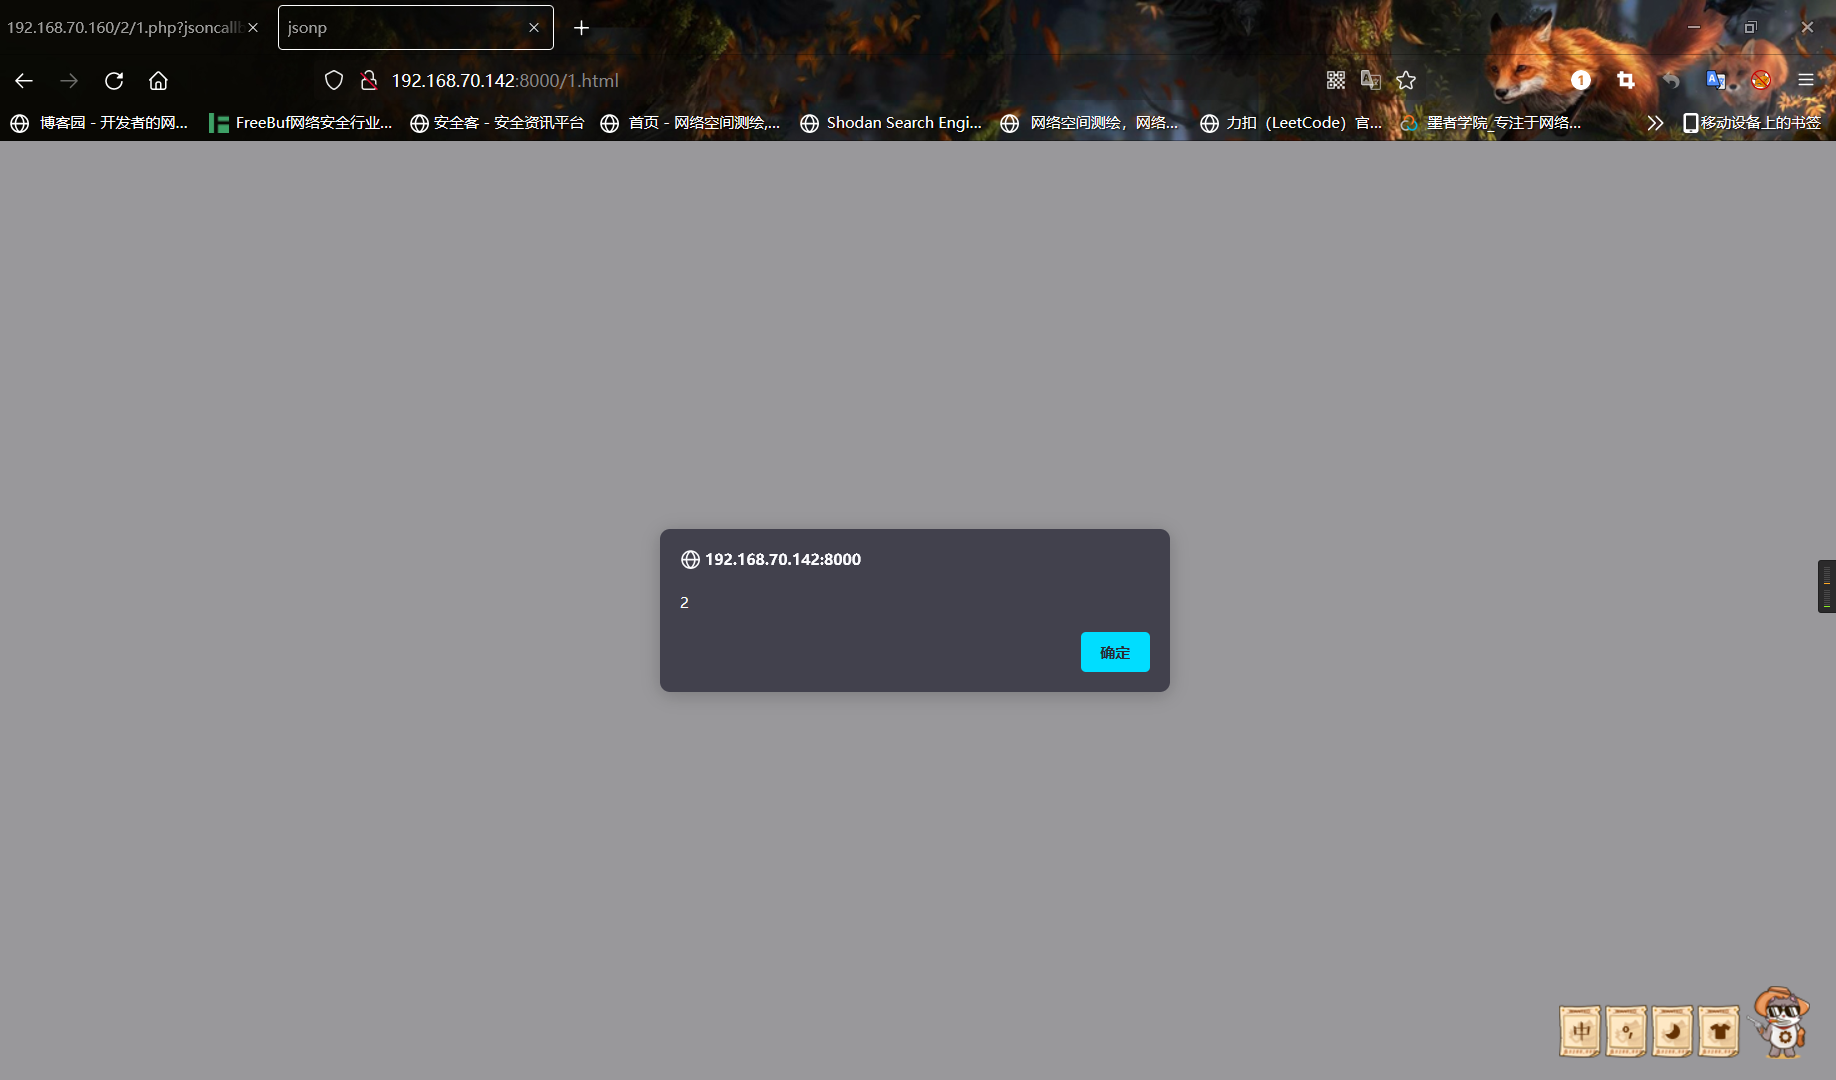 192.168.70.160/2/1.php?jsoncallb
jsonp
192.168.70.142:8000/1.html
博客园 - 开发者的网...
FreeBuf网络安全行业...
安全客 - 安全资讯平台
首页 - 网络空间测绘,...
Shodan Search Engi...
网络空间测绘，网络...
力扣（LeetCode）官...
墨者学院_专注于网络...
移动设备上的书签
192.168.70.142:8000
2
确定
中